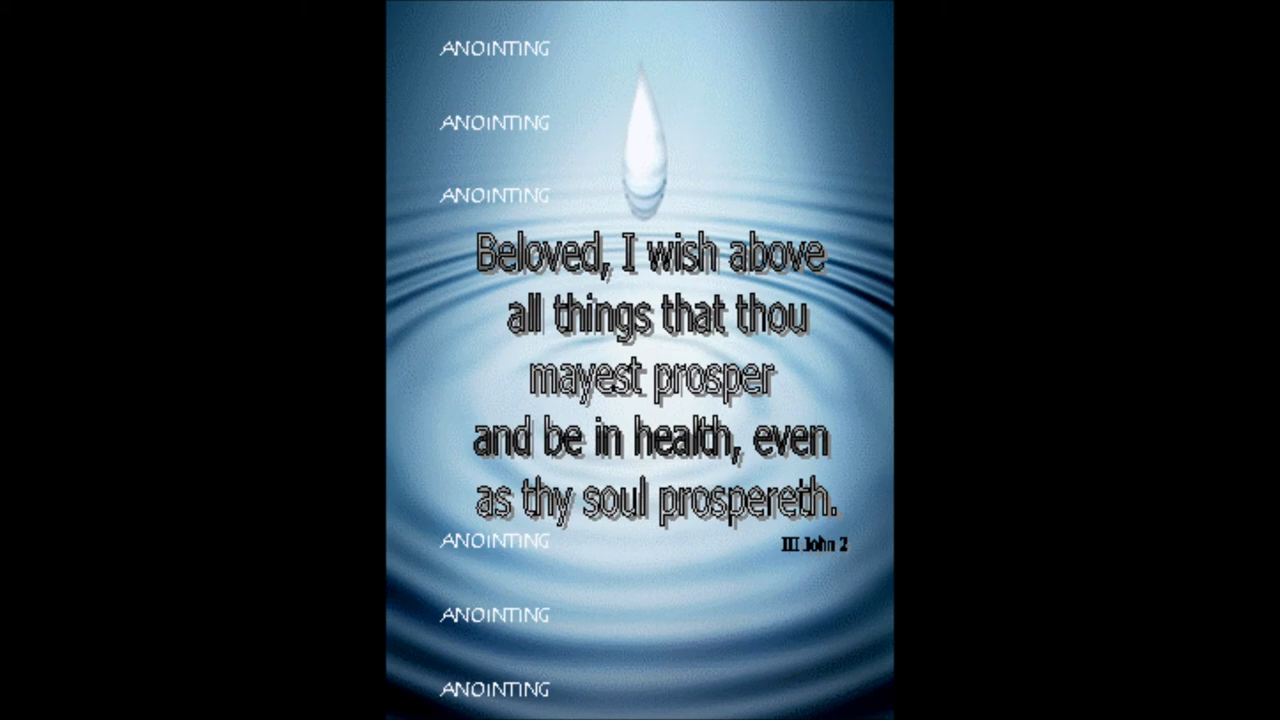 ANOINTING
ANOINTING
ANOINTING
Beloved, I wish above
all things that thou
mayest prosper
and be in health, even
as thy soul prospereth.
ANOINTING
III John 2
ANOINTING
ANOINTING